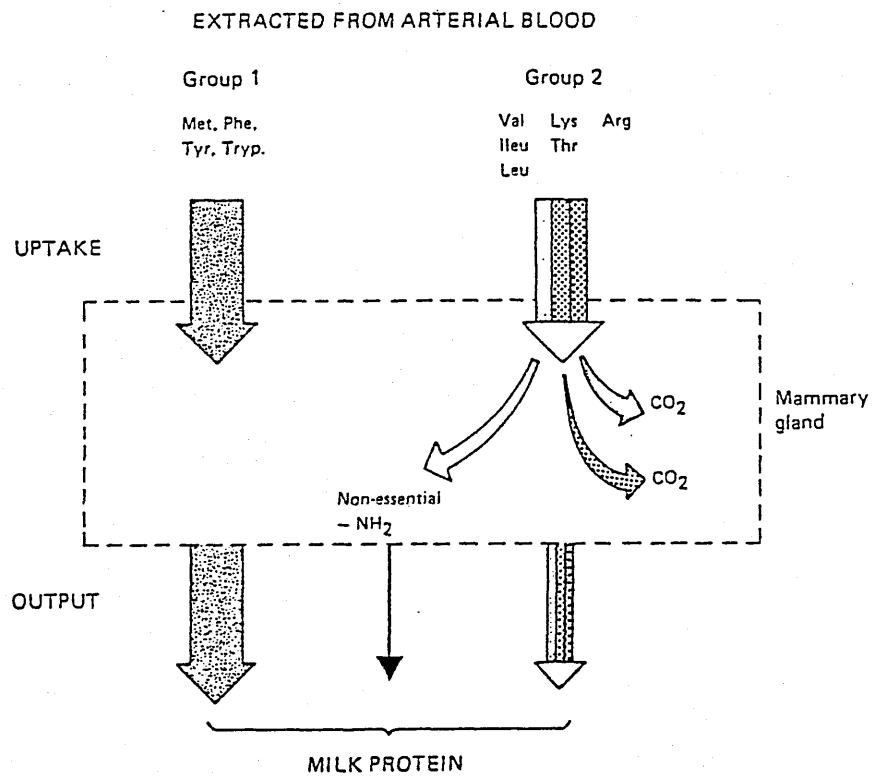 EXTRACTED FROM ARTERIAL BLOOD
Group 1
Group 2
Met, Phe,
Tyr, Tryp.
Val Lys Arg
Ileu Thr
Leu
UPTAKE
CO2
Mammary
gland
CO2
Non-essential
– NH2
OUTPUT
MILK PROTEIN